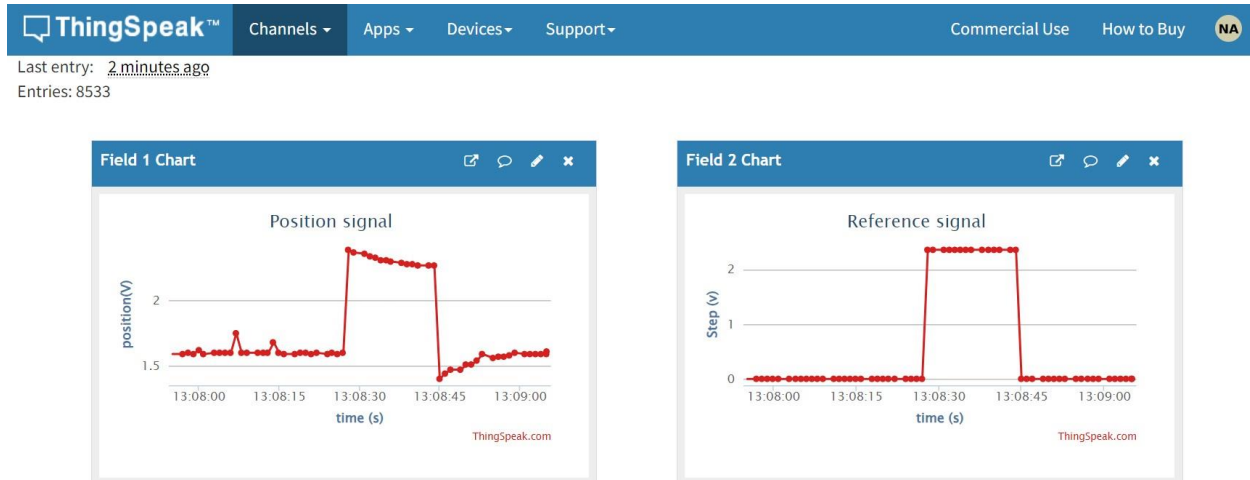 ThingSpeak™ Channels Apps Devices Support Commercial Use How to Buy NA
Last entry: 2 minutes ago
Entries: 8533
Field 1 Chart
Position signal
position(V)
2
1.5
13:08:00 13:08:15 13:08:30 13:08:45 13:09:00
time (s)
ThingSpeak.com
Field 2 Chart
Reference signal
Step (v)
2
1
0
13:08:00 13:08:15 13:08:30 13:08:45 13:09:00
time (s)
ThingSpeak.com